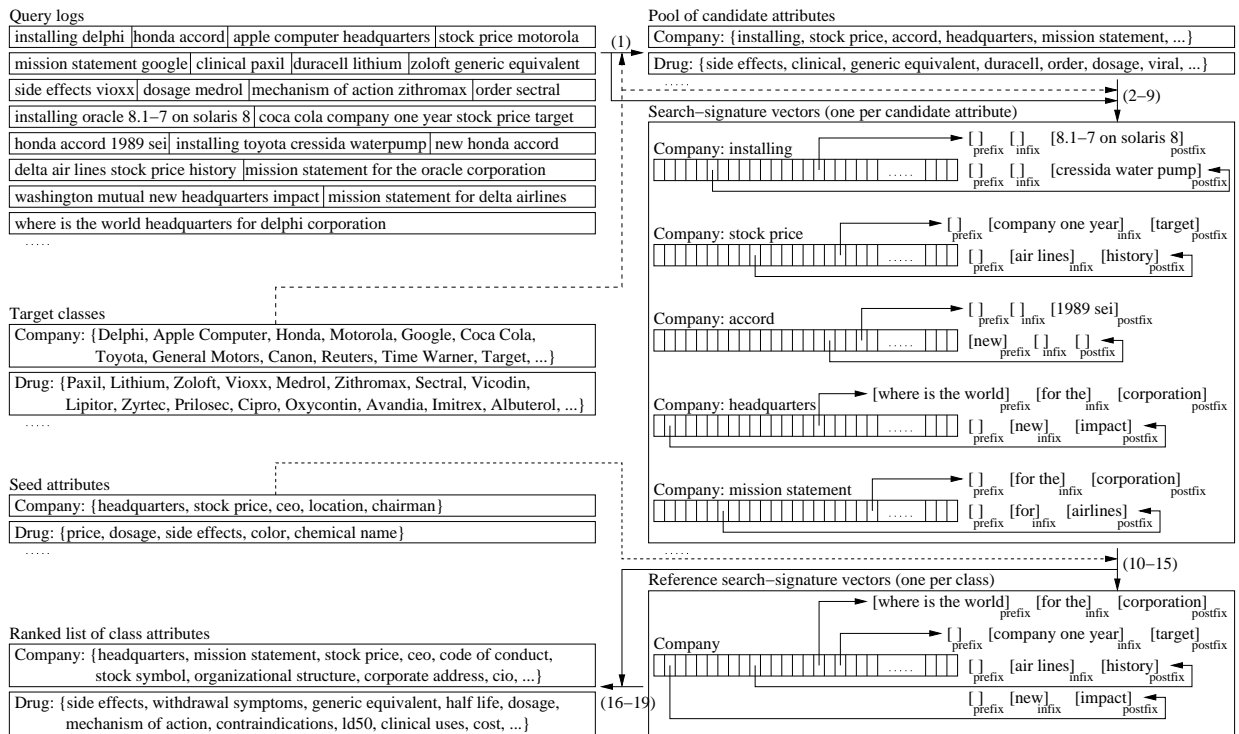 Query logs
installing delphi honda accord apple computer headquarters stock price motorola
mission statement google clinical paxil duracell lithium zoloft generic equivalent
side effects vioxx dosage medrol mechanism of action zithromax order sectral
installing oracle 8.1−7 on solaris 8 coca cola company one year stock price target
honda accord 1989 sei installing toyota cressida waterpump new honda accord
delta air lines stock price history mission statement for the oracle corporation
washington mutual new headquarters impact mission statement for delta airlines
where is the world headquarters for delphi corporation
.....
Target classes
Company: {Delphi, Apple Computer, Honda, Motorola, Google, Coca Cola,
Toyota, General Motors, Canon, Reuters, Time Warner, Target, ...}
Drug: {Paxil, Lithium, Zoloft, Vioxx, Medrol, Zithromax, Sectral, Vicodin,
Lipitor, Zyrtec, Prilosec, Cipro, Oxycontin, Avandia, Imitrex, Albuterol, ...}
.....
Seed attributes
Company: {headquarters, stock price, ceo, location, chairman}
Drug: {price, dosage, side effects, color, chemical name}
.....
Ranked list of class attributes
Company: {headquarters, mission statement, stock price, ceo, code of conduct,
stock symbol, organizational structure, corporate address, cio, ...}
Drug: {side effects, withdrawal symptoms, generic equivalent, half life, dosage,
mechanism of action, contraindications, ld50, clinical uses, cost, ...}
(1)
Pool of candidate attributes
Company: {installing, stock price, accord, headquarters, mission statement, ...}
Drug: {side effects, clinical, generic equivalent, duracell, order, dosage, viral, ...}
.....
(2−9)
Search−signature vectors (one per candidate attribute)
Company: installing
[ ]prefix [ ]infix [8.1−7 on solaris 8]postfix
..... [ ]prefix [ ]infix [cressida water pump]postfix
Company: stock price
[ ]prefix [company one year]infix [target]postfix
..... [ ]prefix [air lines]infix [history]postfix
Company: accord
[ ]prefix [ ]infix [1989 sei]postfix
..... [new]prefix [ ]infix [ ]postfix
Company: headquarters
[where is the world]prefix [for the]infix [corporation]postfix
..... [ ]prefix [new]infix [impact]postfix
Company: mission statement
[ ]prefix [for the]infix [corporation]postfix
..... [ ]prefix [for]infix [airlines]postfix
.....
(10−15)
Reference search−signature vectors (one per class)
[where is the world]prefix [for the]infix [corporation]postfix
Company
[ ]prefix [company one year]infix [target]postfix
..... [ ]prefix [air lines]infix [history]postfix
[ ]prefix [new]infix [impact]postfix
(16−19)